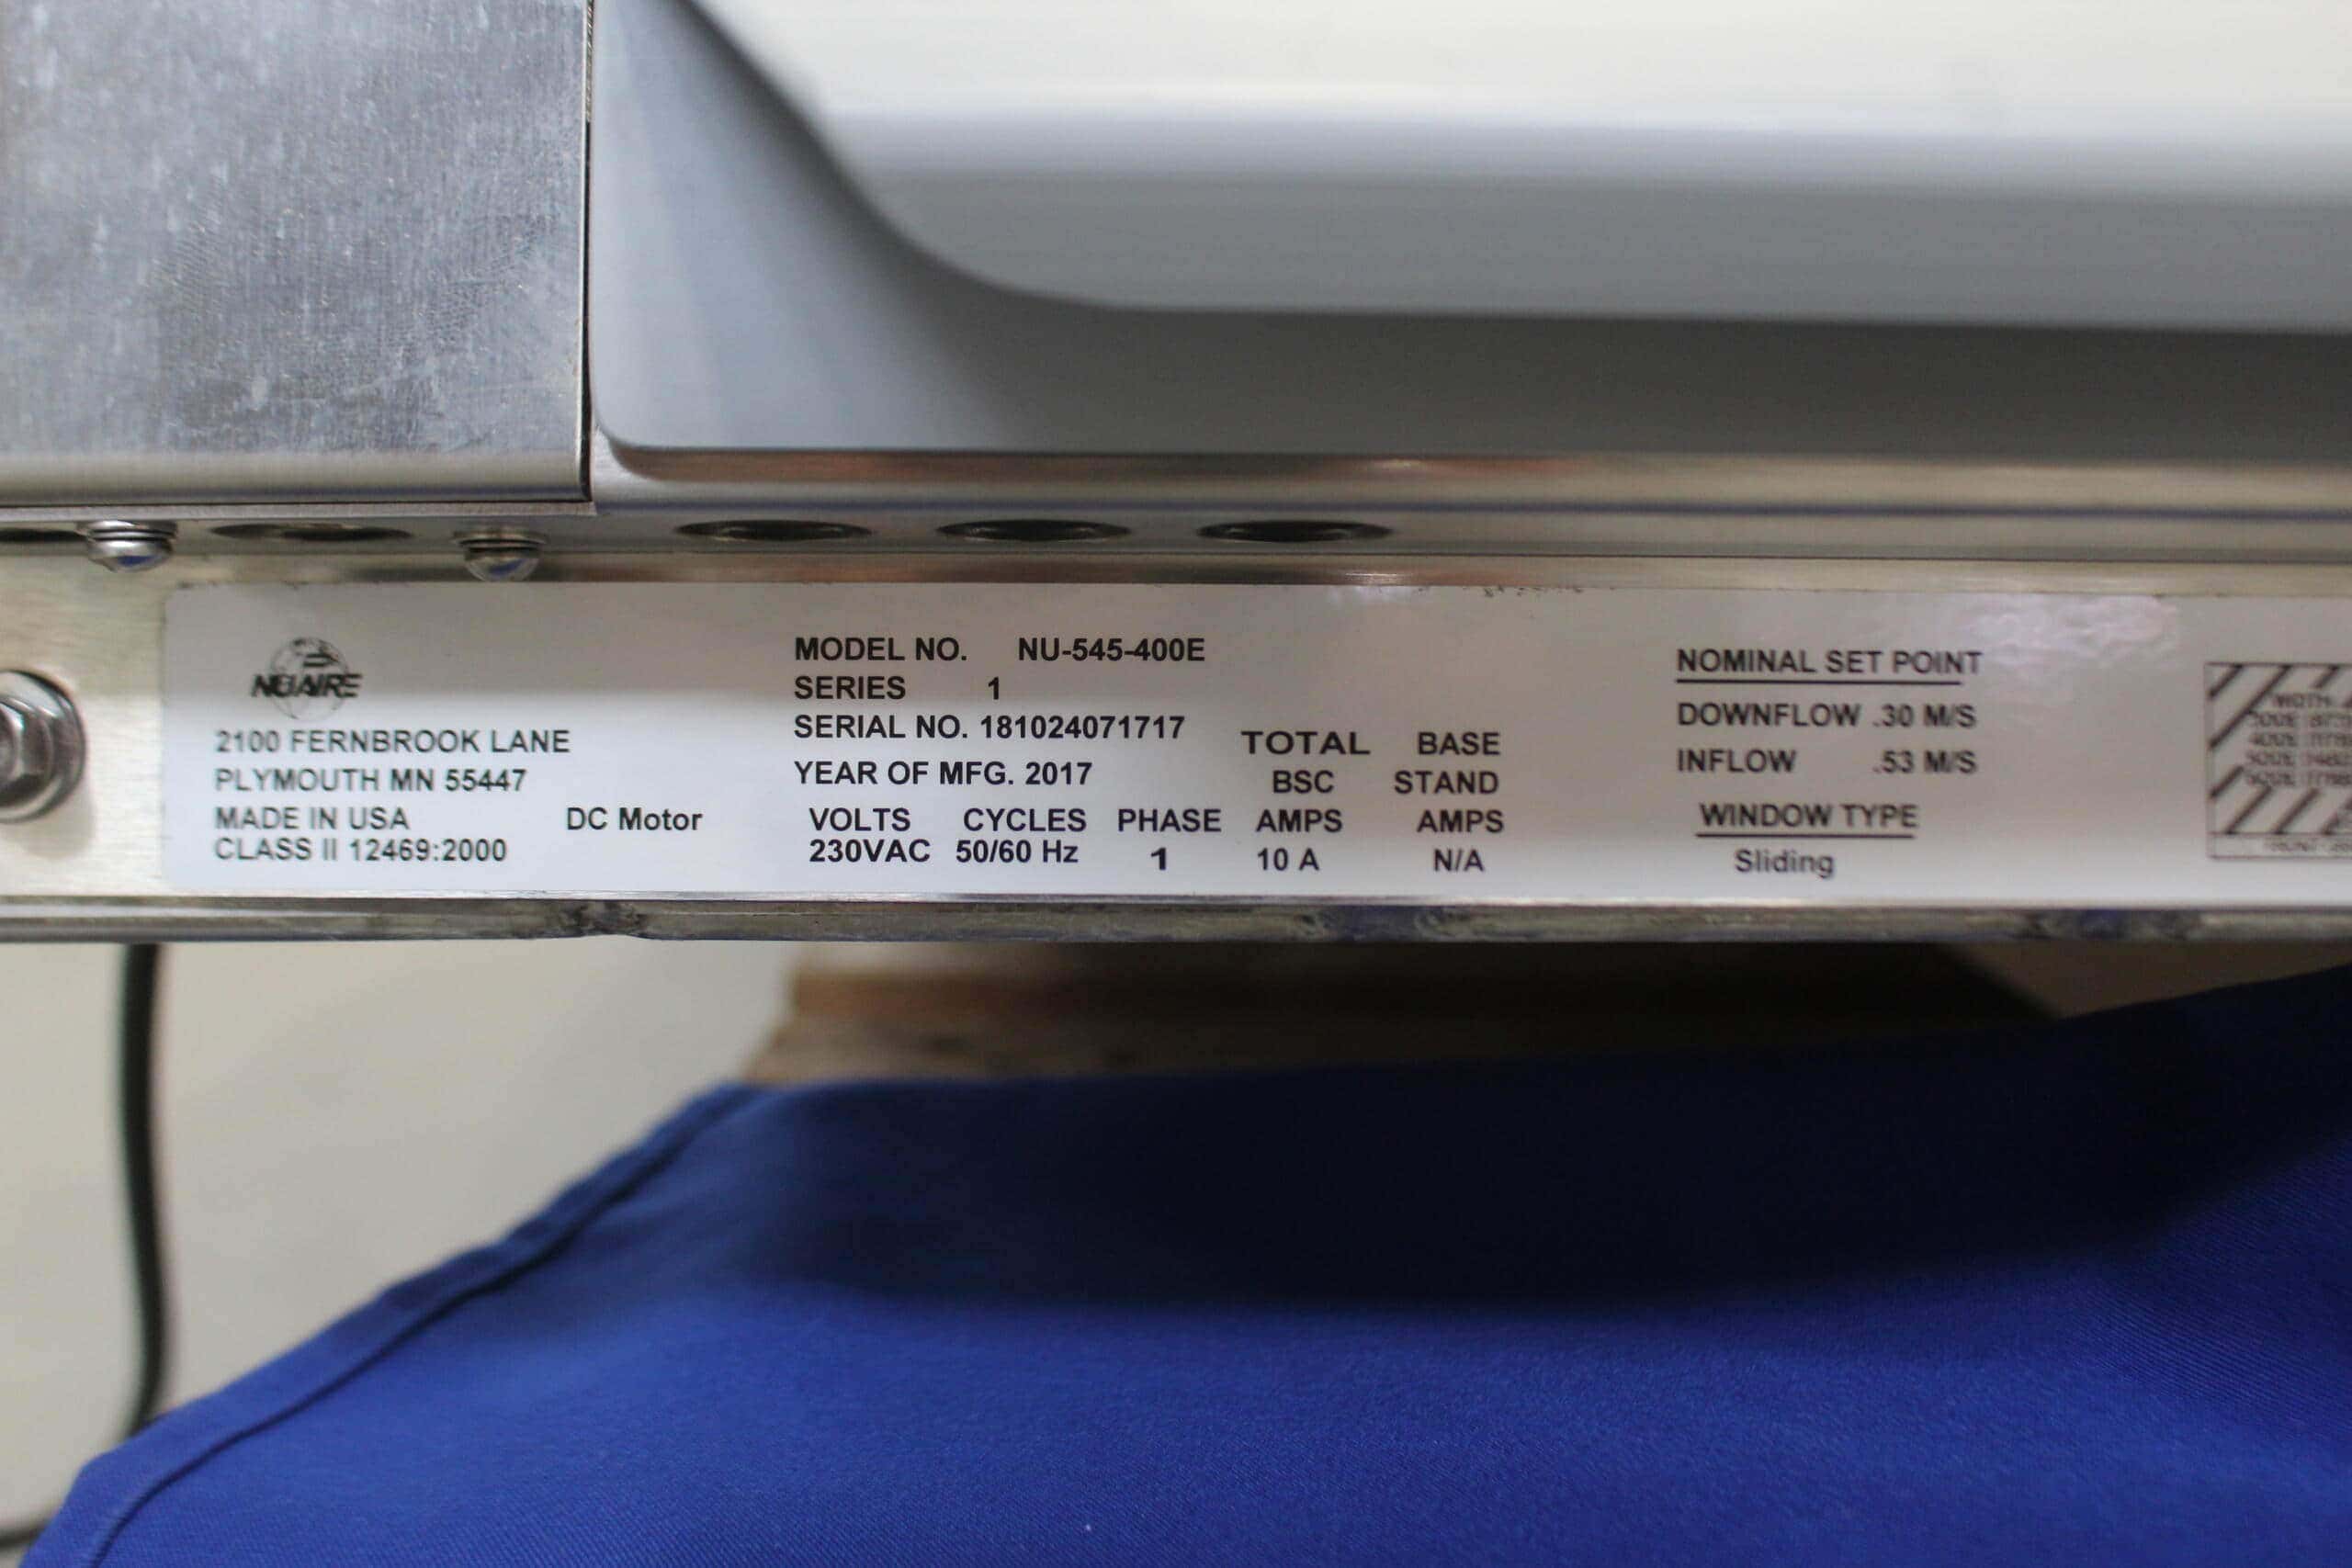 NUAIRE
2100 FERNBROOK LANE
PLYMOUTH MN 55447
MADE IN USA
CLASS II 12469:2000
DC Motor
MODEL NO. NU-545-400E
SERIES 1
SERIAL NO. 181024071717
YEAR OF MFG. 2017
TOTAL BASE
BSC STAND
VOLTS CYCLES PHASE AMPS AMPS
230VAC 50/60 Hz 1 10 A N/A
NOMINAL SET POINT
DOWNFLOW .30 M/S
INFLOW .53 M/S
WINDOW TYPE
Sliding
WIDTH